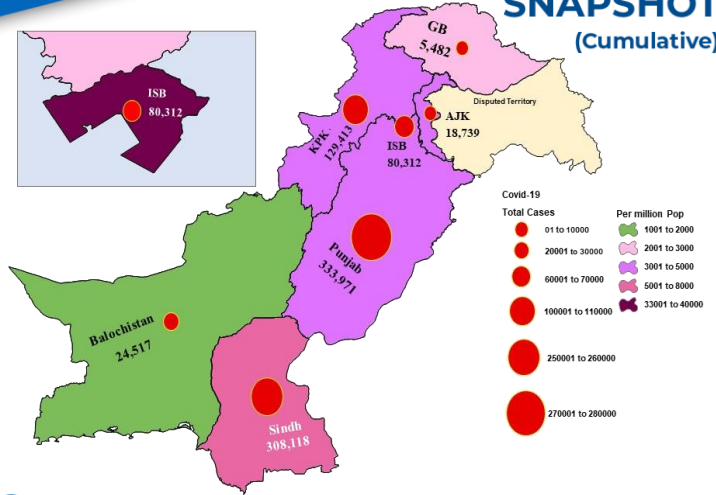 SNAPSHOT
(Cumulative)
ISB
80,312
GB
5,482
Disputed Territory
AJK
18,739
KPK.
129,413
ISB
80,312
Punjab
333,971
Balochistan
24,517
Sindh
308,118
Covid-19
Total Cases
01 to 10000
20001 to 30000
60001 to 70000
100001 to 110000
250001 to 260000
270001 to 280000
Per million Pop
1001 to 2000
2001 to 3000
3001 to 5000
5001 to 8000
33001 to 40000